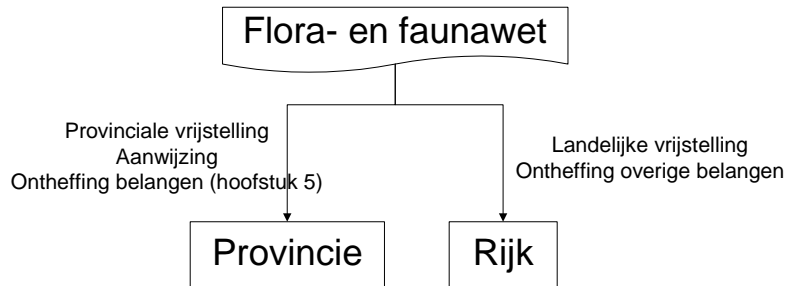 Flora- en faunawet
Provinciale vrijstelling
Aanwijzing
Ontheffing belangen (hoofstuk 5)
Landelijke vrijstelling
Ontheffing overige belangen
Provincie
Rijk